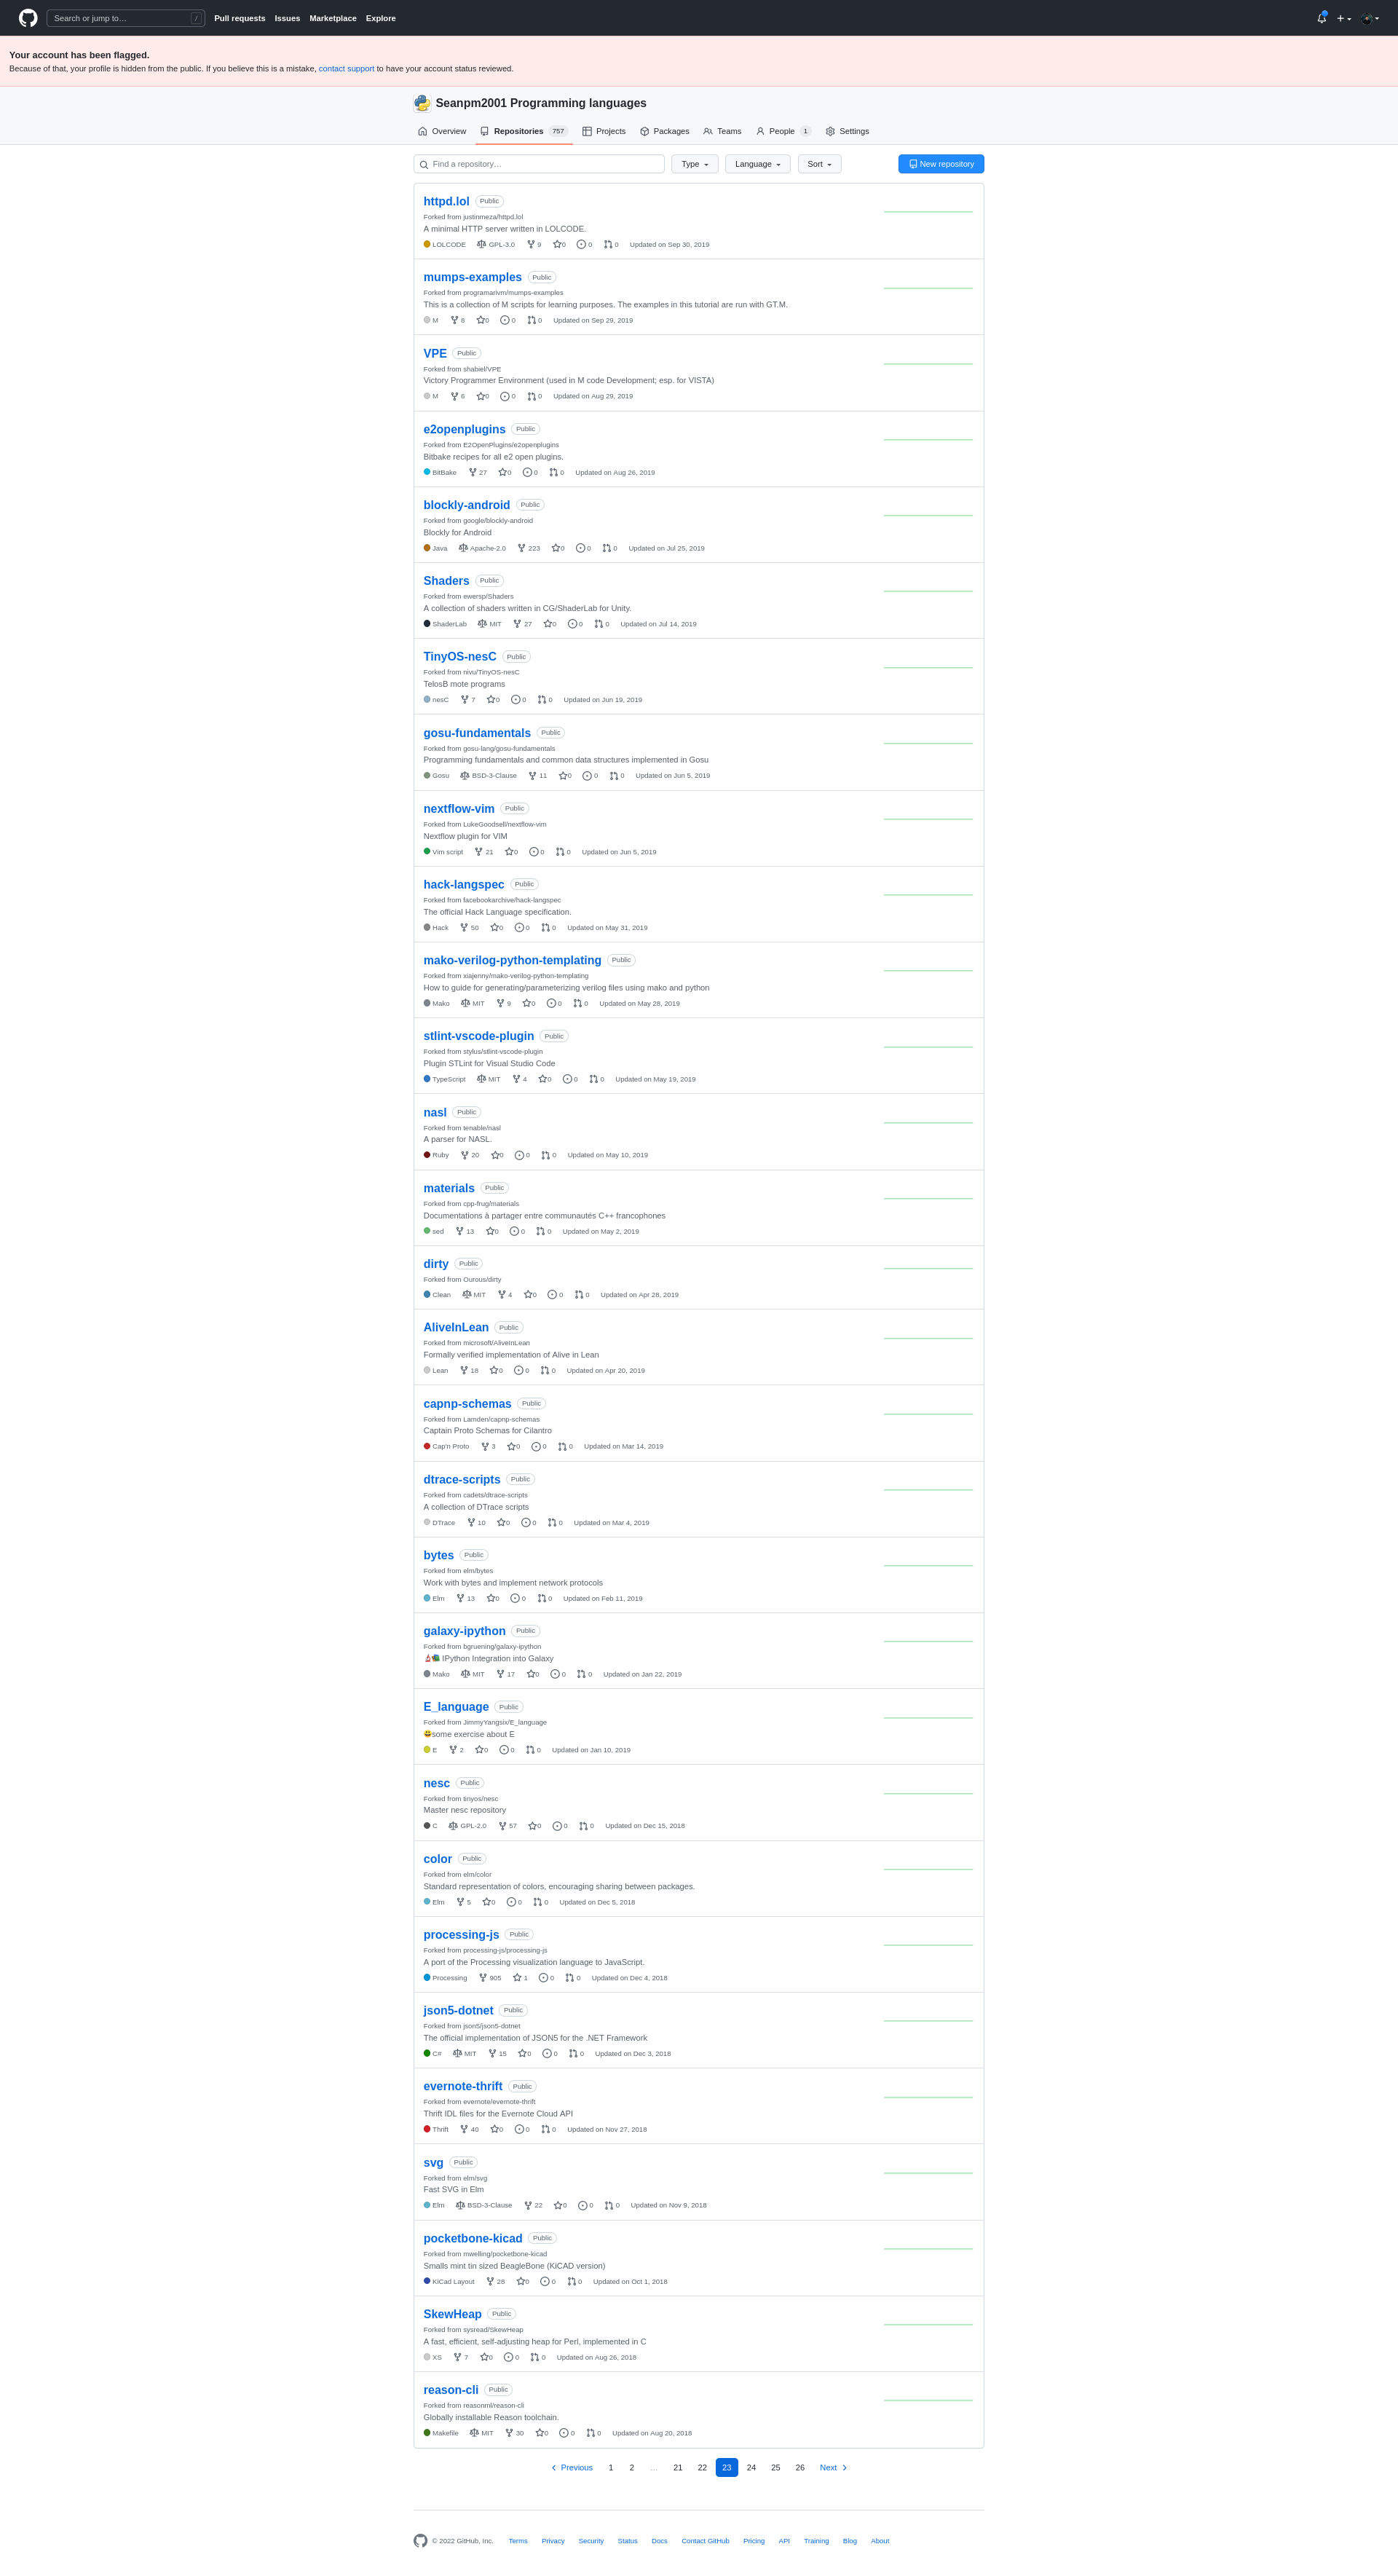 Search or jump to… /
Pull requests Issues Marketplace Explore
Your account has been flagged.
Because of that, your profile is hidden from the public. If you believe this is a mistake, contact support to have your account status reviewed.
Seanpm2001 Programming languages
Overview Repositories 757 Projects Packages Teams People 1 Settings
Find a repository… Type Language Sort New repository
httpd.lol Public
Forked from justinmeza/httpd.lol
A minimal HTTP server written in LOLCODE.
LOLCODE GPL-3.0 9 0 0 0 Updated on Sep 30, 2019
mumps-examples Public
Forked from programarivm/mumps-examples
This is a collection of M scripts for learning purposes. The examples in this tutorial are run with GT.M.
M 8 0 0 0 Updated on Sep 29, 2019
VPE Public
Forked from shabiel/VPE
Victory Programmer Environment (used in M code Development; esp. for VISTA)
M 6 0 0 0 Updated on Aug 29, 2019
e2openplugins Public
Forked from E2OpenPlugins/e2openplugins
Bitbake recipes for all e2 open plugins.
BitBake 27 0 0 0 Updated on Aug 26, 2019
blockly-android Public
Forked from google/blockly-android
Blockly for Android
Java Apache-2.0 223 0 0 0 Updated on Jul 25, 2019
Shaders Public
Forked from ewersp/Shaders
A collection of shaders written in CG/ShaderLab for Unity.
ShaderLab MIT 27 0 0 0 Updated on Jul 14, 2019
TinyOS-nesC Public
Forked from nivu/TinyOS-nesC
TelosB mote programs
nesC 7 0 0 0 Updated on Jun 19, 2019
gosu-fundamentals Public
Forked from gosu-lang/gosu-fundamentals
Programming fundamentals and common data structures implemented in Gosu
Gosu BSD-3-Clause 11 0 0 0 Updated on Jun 5, 2019
nextflow-vim Public
Forked from LukeGoodsell/nextflow-vim
Nextflow plugin for VIM
Vim script 21 0 0 0 Updated on Jun 5, 2019
hack-langspec Public
Forked from facebookarchive/hack-langspec
The official Hack Language specification.
Hack 50 0 0 0 Updated on May 31, 2019
mako-verilog-python-templating Public
Forked from xiajenny/mako-verilog-python-templating
How to guide for generating/parameterizing verilog files using mako and python
Mako MIT 9 0 0 0 Updated on May 28, 2019
stlint-vscode-plugin Public
Forked from stylus/stlint-vscode-plugin
Plugin STLint for Visual Studio Code
TypeScript MIT 4 0 0 0 Updated on May 19, 2019
nasl Public
Forked from tenable/nasl
A parser for NASL.
Ruby 20 0 0 0 Updated on May 10, 2019
materials Public
Forked from cpp-frug/materials
Documentations à partager entre communautés C++ francophones
sed 13 0 0 0 Updated on May 2, 2019
dirty Public
Forked from Ourous/dirty
Clean MIT 4 0 0 0 Updated on Apr 28, 2019
AliveInLean Public
Forked from microsoft/AliveInLean
Formally verified implementation of Alive in Lean
Lean 18 0 0 0 Updated on Apr 20, 2019
capnp-schemas Public
Forked from Lamden/capnp-schemas
Captain Proto Schemas for Cilantro
Cap'n Proto 3 0 0 0 Updated on Mar 14, 2019
dtrace-scripts Public
Forked from cadets/dtrace-scripts
A collection of DTrace scripts
DTrace 10 0 0 0 Updated on Mar 4, 2019
bytes Public
Forked from elm/bytes
Work with bytes and implement network protocols
Elm 13 0 0 0 Updated on Feb 11, 2019
galaxy-ipython Public
Forked from bgruening/galaxy-ipython
IPython Integration into Galaxy
Mako MIT 17 0 0 0 Updated on Jan 22, 2019
E_language Public
Forked from JimmyYangsix/E_language
😃some exercise about E
E 2 0 0 0 Updated on Jan 10, 2019
nesc Public
Forked from tinyos/nesc
Master nesc repository
C GPL-2.0 57 0 0 0 Updated on Dec 15, 2018
color Public
Forked from elm/color
Standard representation of colors, encouraging sharing between packages.
Elm 5 0 0 0 Updated on Dec 5, 2018
processing-js Public
Forked from processing-js/processing-js
A port of the Processing visualization language to JavaScript.
Processing 905 1 0 0 Updated on Dec 4, 2018
json5-dotnet Public
Forked from json5/json5-dotnet
The official implementation of JSON5 for the .NET Framework
C# MIT 15 0 0 0 Updated on Dec 3, 2018
evernote-thrift Public
Forked from evernote/evernote-thrift
Thrift IDL files for the Evernote Cloud API
Thrift 40 0 0 0 Updated on Nov 27, 2018
svg Public
Forked from elm/svg
Fast SVG in Elm
Elm BSD-3-Clause 22 0 0 0 Updated on Nov 9, 2018
pocketbone-kicad Public
Forked from mwelling/pocketbone-kicad
Smalls mint tin sized BeagleBone (KiCAD version)
KiCad Layout 28 0 0 0 Updated on Oct 1, 2018
SkewHeap Public
Forked from sysread/SkewHeap
A fast, efficient, self-adjusting heap for Perl, implemented in C
XS 7 0 0 0 Updated on Aug 26, 2018
reason-cli Public
Forked from reasonml/reason-cli
Globally installable Reason toolchain.
Makefile MIT 30 0 0 0 Updated on Aug 20, 2018
Previous 1 2 … 21 22 23 24 25 26 Next
© 2022 GitHub, Inc. Terms Privacy Security Status Docs Contact GitHub Pricing API Training Blog About